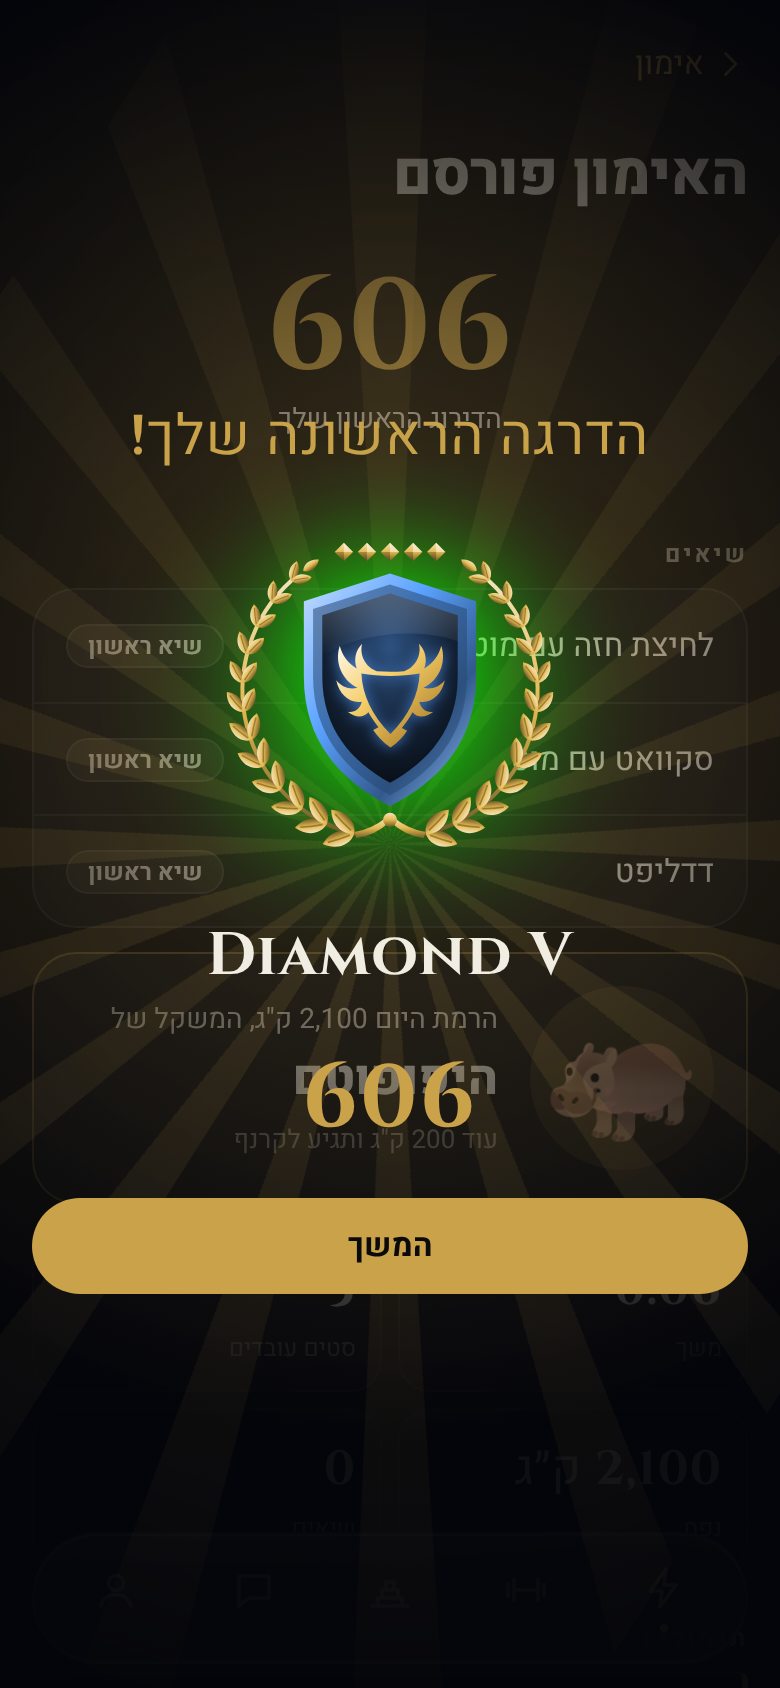 אימון
האימון פורסם
606
הדירוג הראשון שלך
הדרגה הראשונה שלך!
שיאים
לחיצת חזה עם מוט
שיא ראשון
סקוואט עם
שיא ראשון
דדליפט
שיא ראשון
DIAMOND V
הרמת היום 2,100 ק"ג, המשקל של
היפופוטם
606
עוד 200 ק"ג ותגיע לקרנף
המשך
משך
סטים עובדים
2,100 ק"ג
0
נפח
שיאים